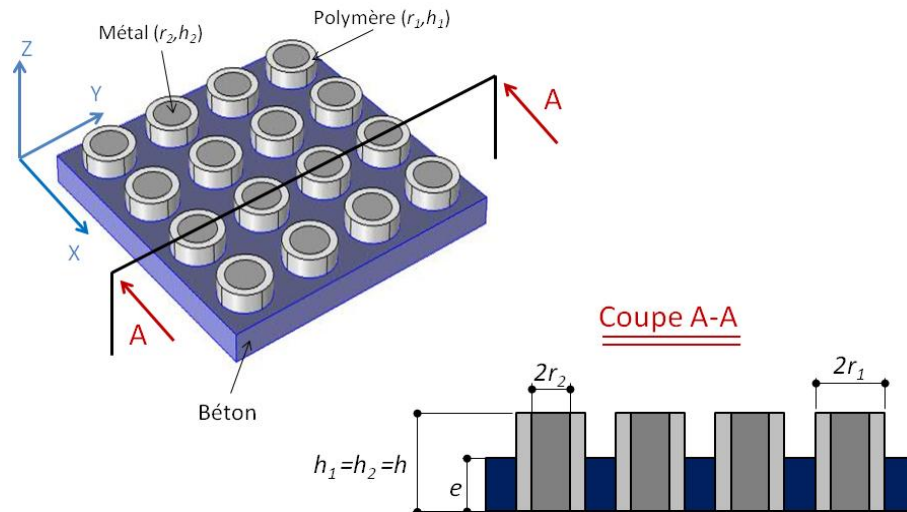 Polymère (r₁,h₁)
Métal (r₂,h₂)
Z
Y
X
A
A
Béton
Coupe A-A
2r₂
2r₁
h₁=h₂=h
e